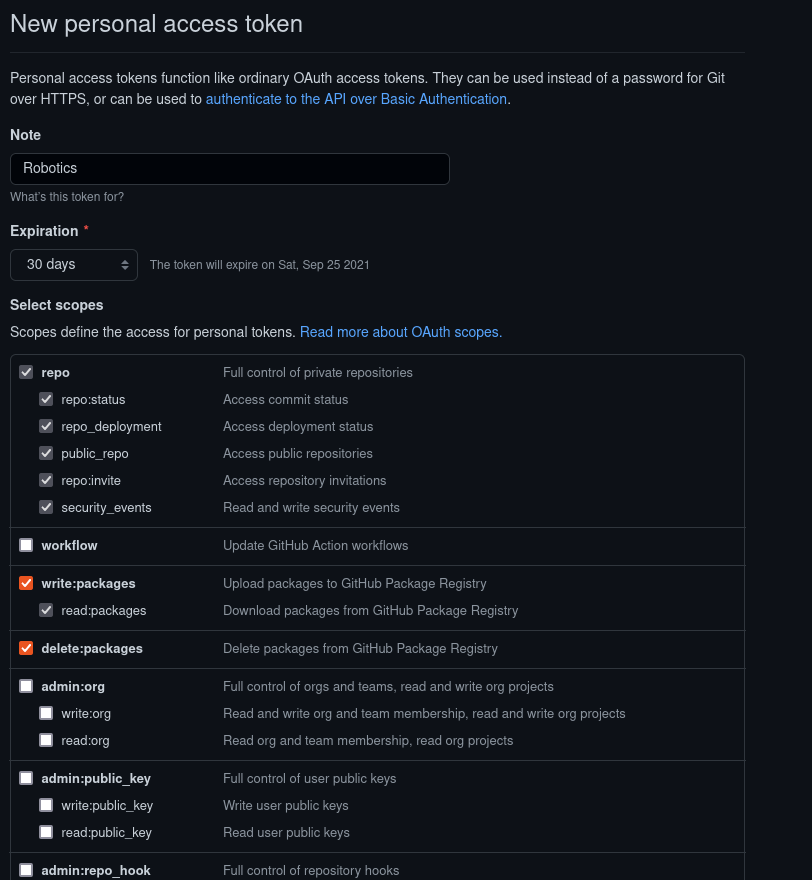 New personal access token
Personal access tokens function like ordinary OAuth access tokens. They can be used instead of a password for Git
over HTTPS, or can be used to authenticate to the API over Basic Authentication.
Note
Robotics
What's this token for?
Expiration *
30 days The token will expire on Sat, Sep 25 2021
Select scopes
Scopes define the access for personal tokens. Read more about OAuth scopes.
repo Full control of private repositories
repo:status Access commit status
repo_deployment Access deployment status
public_repo Access public repositories
repo:invite Access repository invitations
security_events Read and write security events
workflow Update GitHub Action workflows
write:packages Upload packages to GitHub Package Registry
read:packages Download packages from GitHub Package Registry
delete:packages Delete packages from GitHub Package Registry
admin:org Full control of orgs and teams, read and write org projects
write:org Read and write org and team membership, read and write org projects
read:org Read org and team membership, read org projects
admin:public_key Full control of user public keys
write:public_key Write user public keys
read:public_key Read user public keys
admin:repo_hook Full control of repository hooks